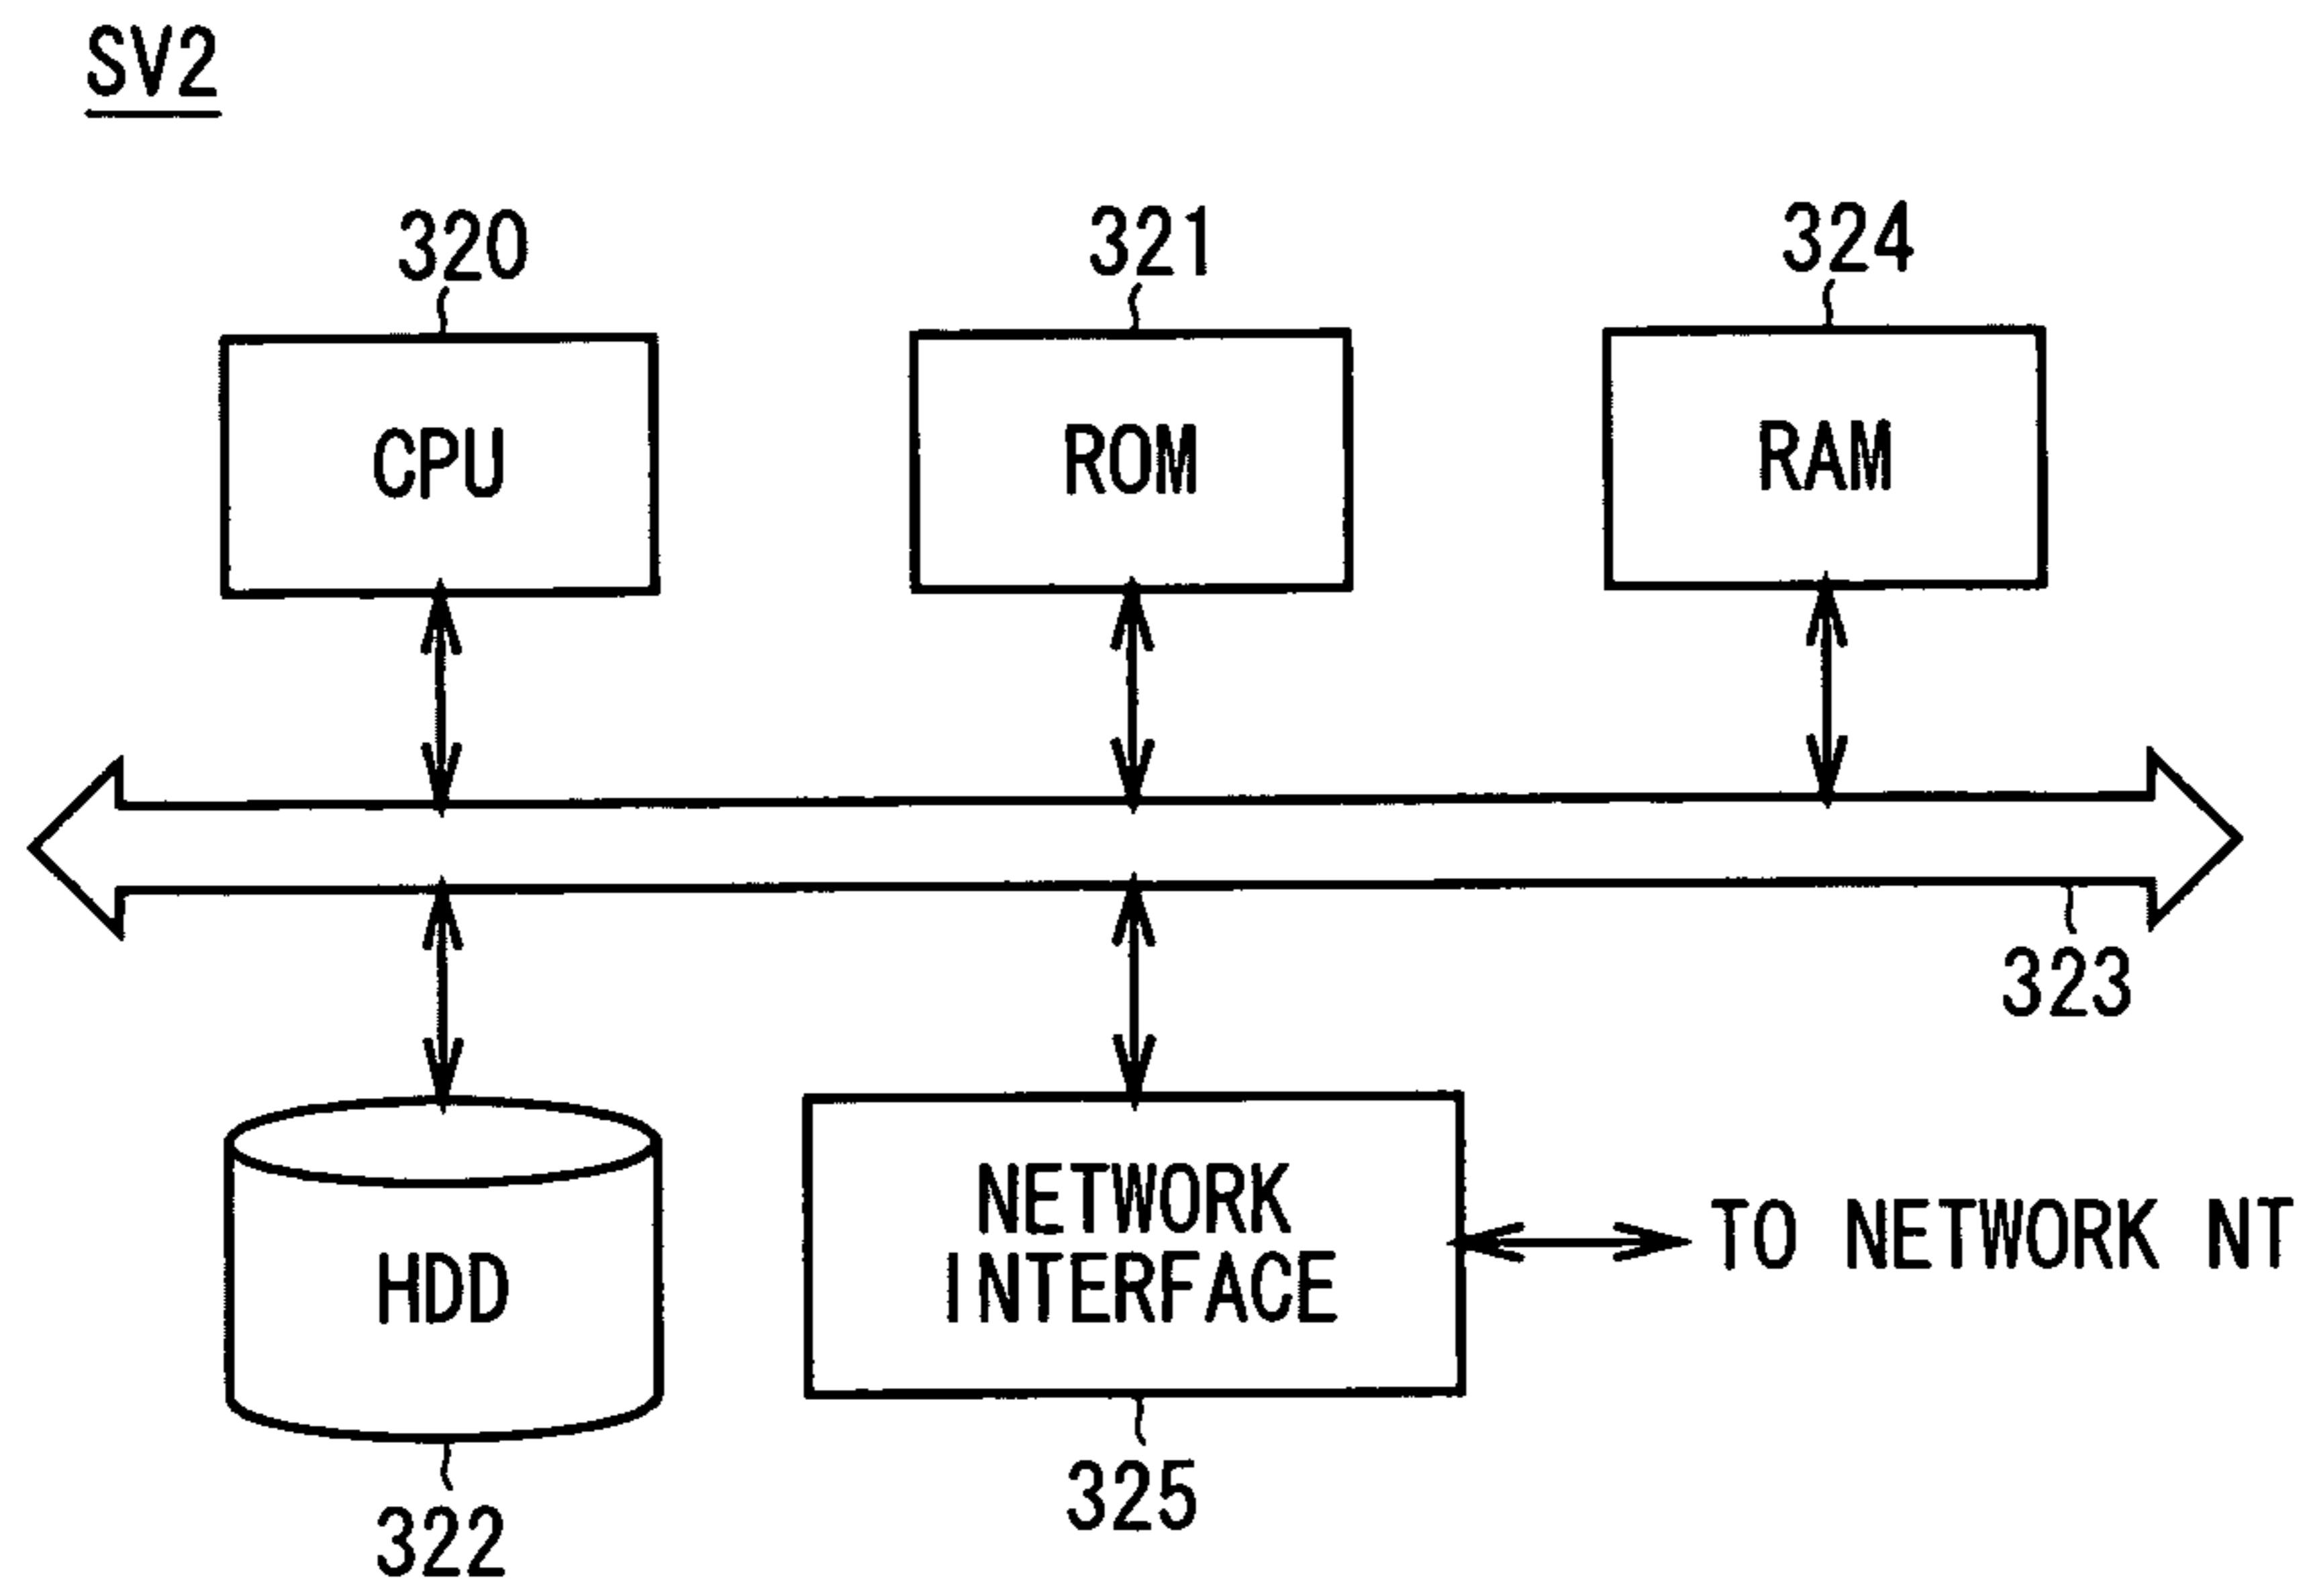 SV2
320
321
324
CPU
ROM
RAM
323
NETWORK
INTERFACE
TO NETWORK NT
HDD
325
322